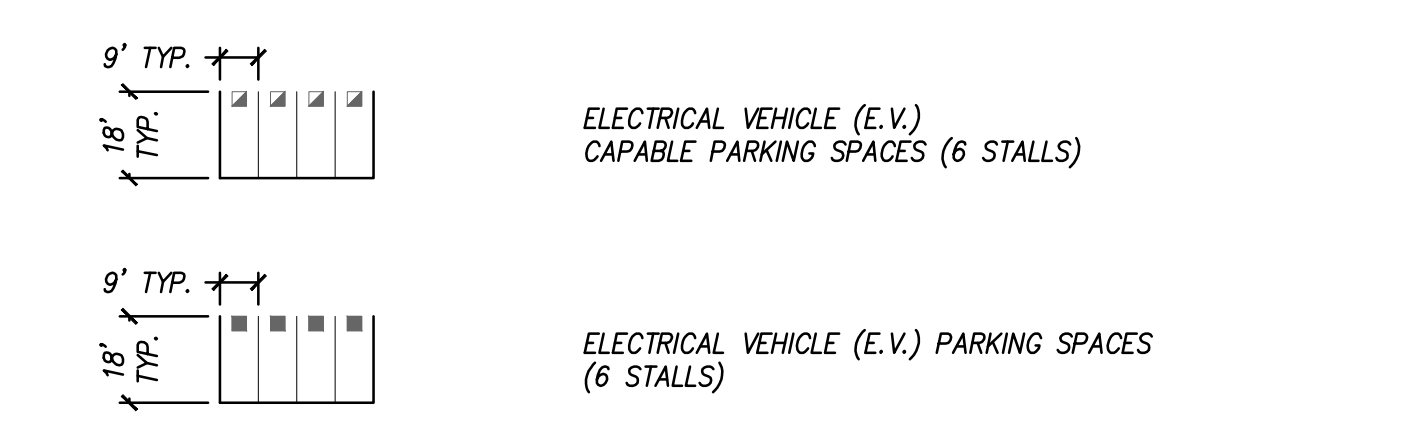 9' TYP.
18'
TYP.
ELECTRICAL VEHICLE (E.V.)
CAPABLE PARKING SPACES (6 STALLS)
9' TYP.
18'
TYP.
ELECTRICAL VEHICLE (E.V.) PARKING SPACES
(6 STALLS)